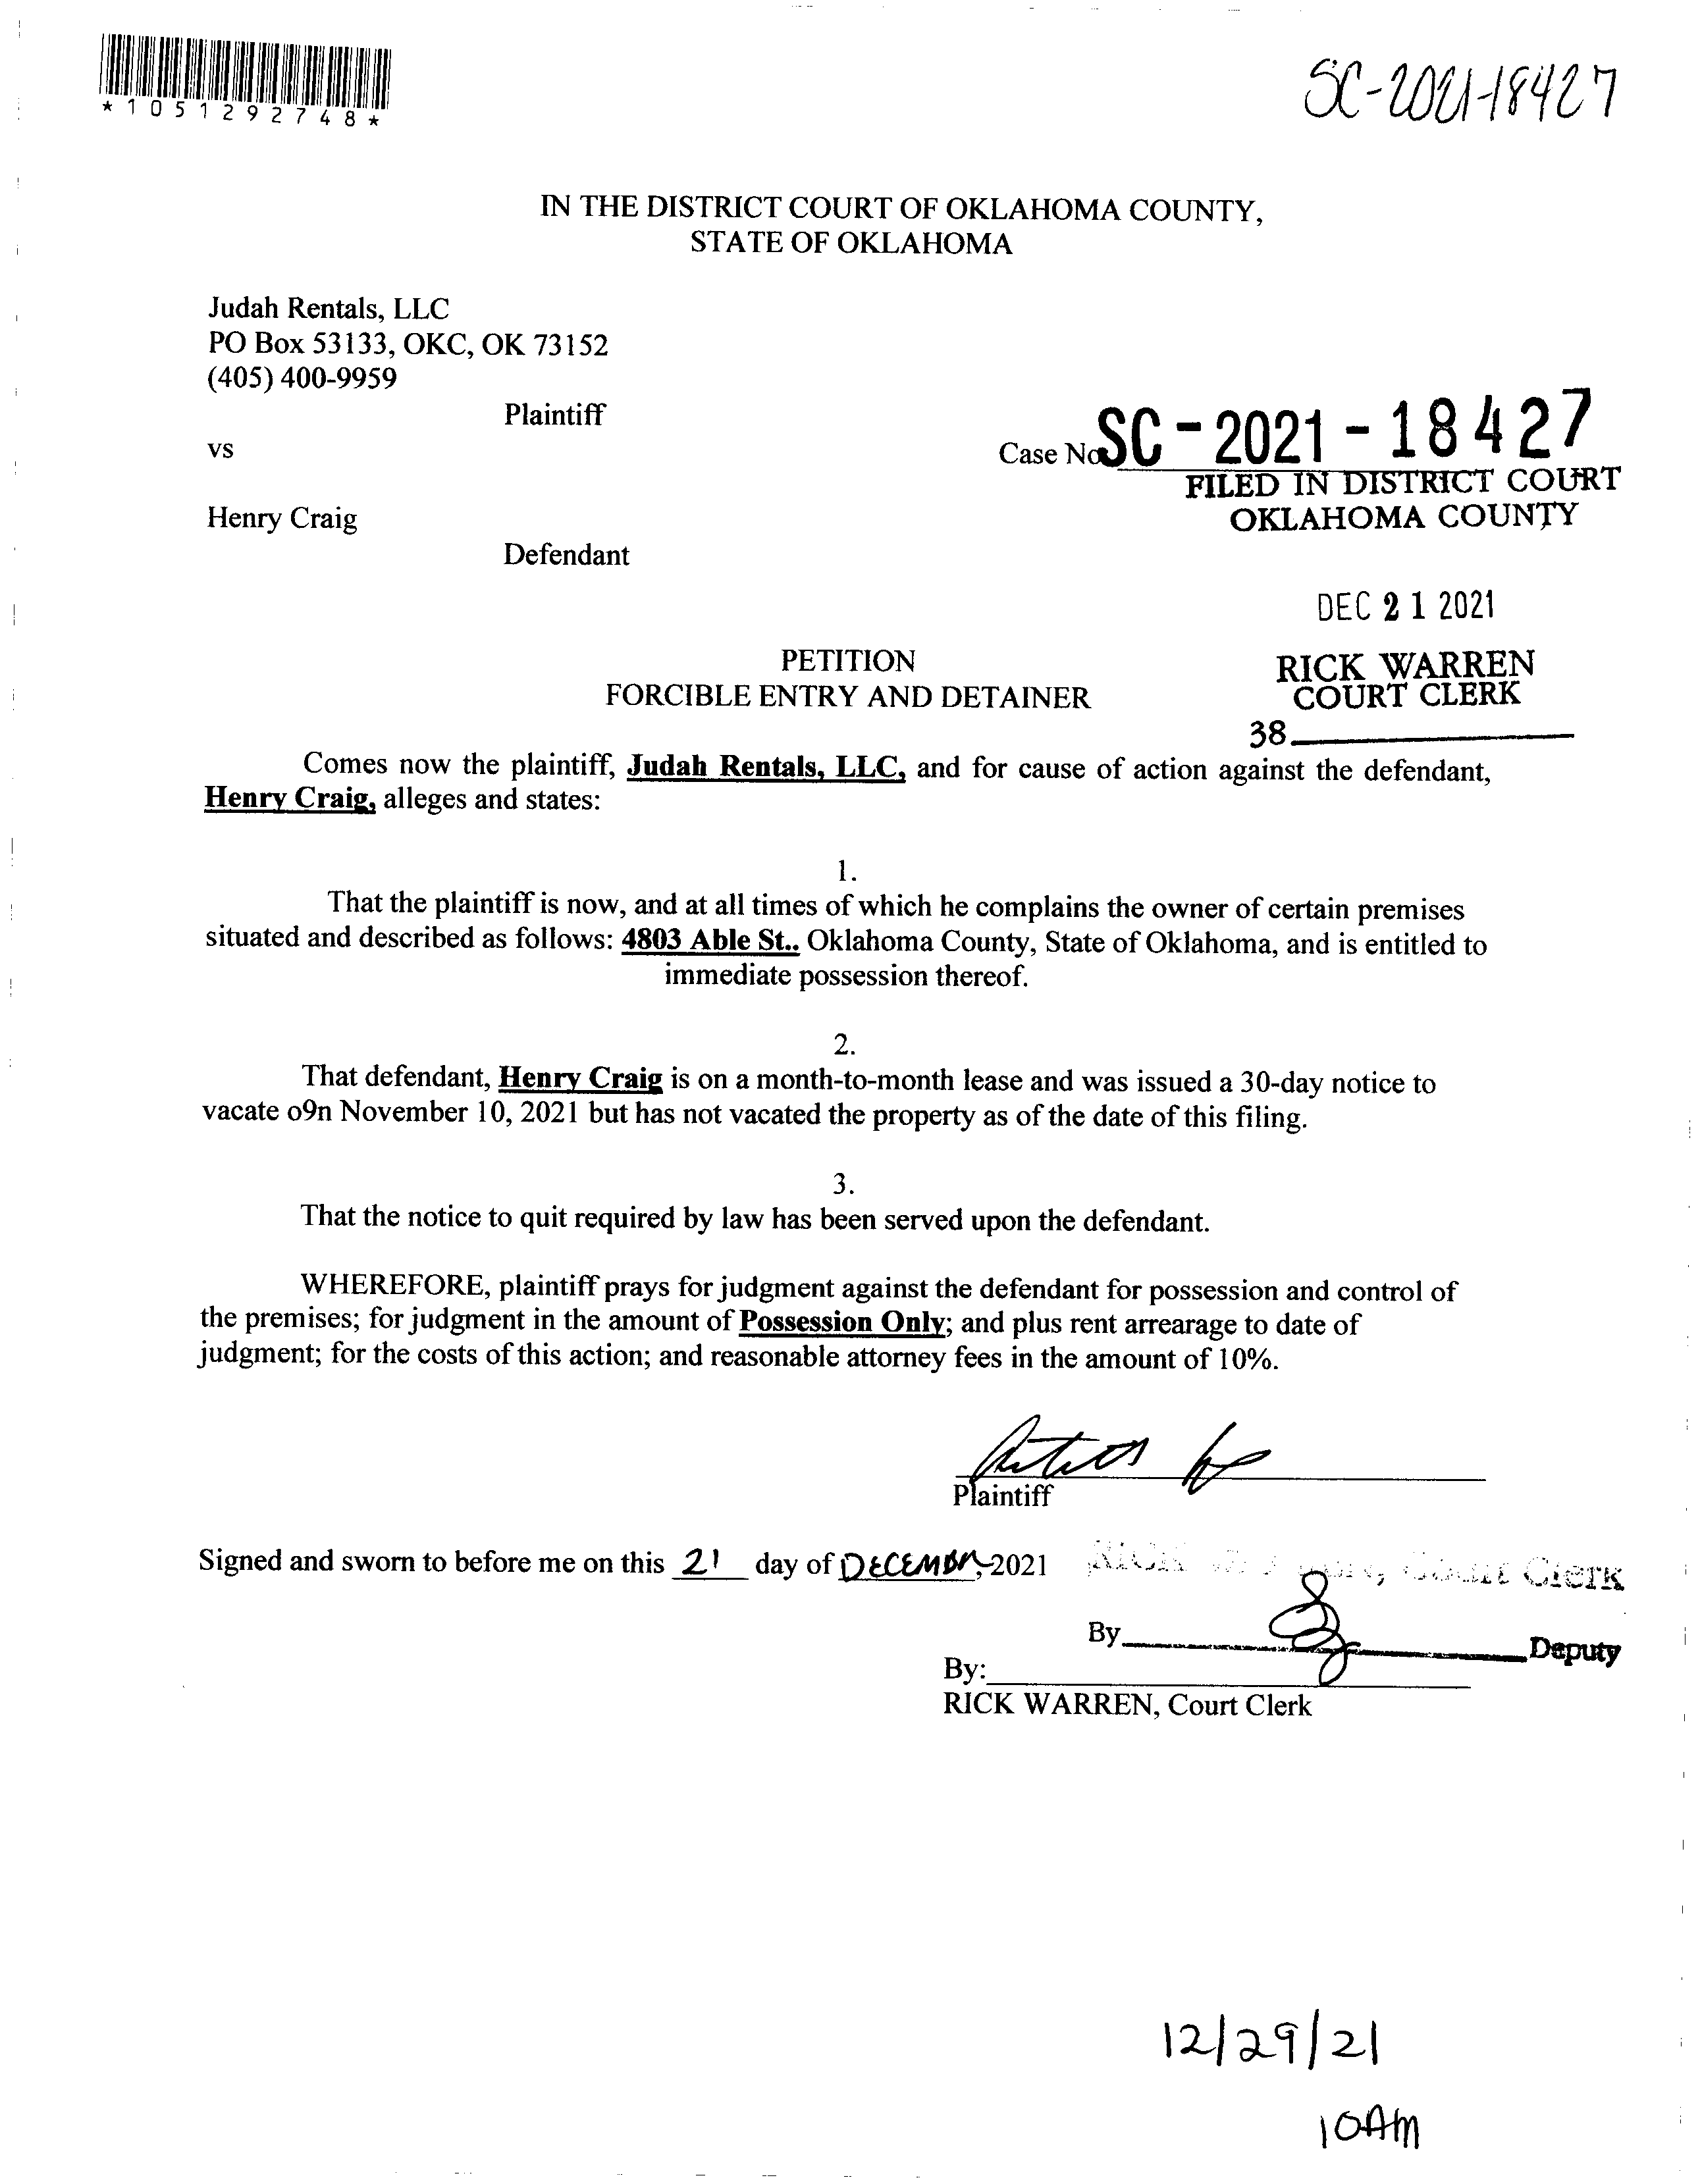 *1051292748*
SC-2021-18427
IN THE DISTRICT COURT OF OKLAHOMA COUNTY,
STATE OF OKLAHOMA
Judah Rentals, LLC
PO Box 53133, OKC, OK 73152
(405) 400-9959
Plaintiff
vs
Case No SC-2021-18427
FILED IN DISTRICT COURT
OKLAHOMA COUNTY
Henry Craig
Defendant
DEC 21 2021
PETITION
FORCIBLE ENTRY AND DETAINER
RICK WARREN
COURT CLERK
38
Comes now the plaintiff, Judah Rentals, LLC, and for cause of action against the defendant,
Henry Craig, alleges and states:
1.
That the plaintiff is now, and at all times of which he complains the owner of certain premises
situated and described as follows: 4803 Able St.. Oklahoma County, State of Oklahoma, and is entitled to
immediate possession thereof.
2.
That defendant, Henry Craig is on a month-to-month lease and was issued a 30-day notice to
vacate o9n November 10, 2021 but has not vacated the property as of the date of this filing.
3.
That the notice to quit required by law has been served upon the defendant.
WHEREFORE, plaintiff prays for judgment against the defendant for possession and control of
the premises; for judgment in the amount of Possession Only; and plus rent arrearage to date of
judgment; for the costs of this action; and reasonable attorney fees in the amount of 10%.
Plaintiff
Signed and sworn to before me on this 21 day of DECEMBER, 2021
RICK Court Clerk
By Deputy
By:
RICK WARREN, Court Clerk
12/29/21
10AM